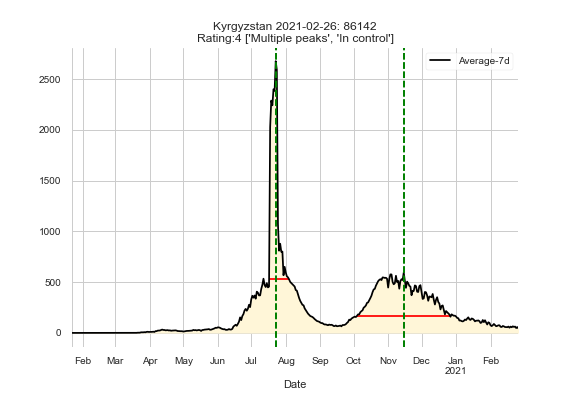 Kyrgyzstan 2021-02-26: 86142
Rating:4 ['Multiple peaks', 'In control']
Average-7d
2500
2000
1500
1000
500
0
Feb Mar Apr May Jun Jul Aug Sep Oct Nov Dec Jan Feb
2021
Date